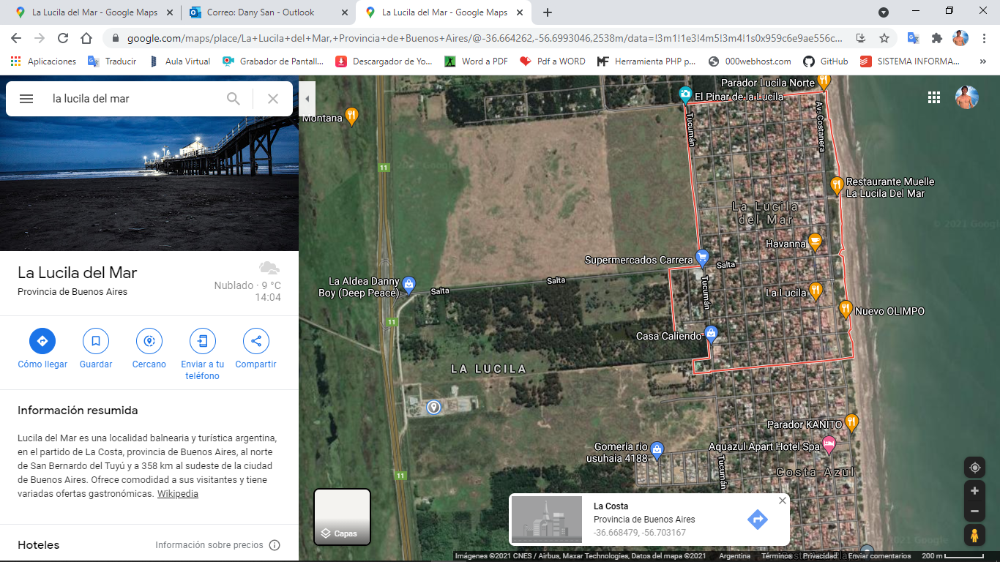 La Lucila del Mar - Google Maps
Correo: Dany San - Outlook
La Lucila del Mar - Google Maps
google.com/maps/place/La+Lucila+del+Mar,+Provincia+de+Buenos+Aires/@-36.664262,-56.6993046,2538m/data=!3m1!1e3!4m5!3m4!1s0x959c6e9ae556c...
Aplicaciones
Traducir
Aula Virtual
Grabador de Pantall...
Descargador de Yo...
Word a PDF
Pdf a WORD
Herramienta PHP p...
000webhost.com
GitHub
SISTEMA INFORMA...
»
la lucila del mar
La Lucila del Mar
Provincia de Buenos Aires
Nublado · 9 °C
14:04
Cómo llegar
Guardar
Cercano
Enviar a tu
teléfono
Compartir
Información resumida
Lucila del Mar es una localidad balnearia y turística argentina,
en el partido de La Costa, provincia de Buenos Aires, al norte
de San Bernardo del Tuyú y a 358 km al sudeste de la ciudad
de Buenos Aires. Ofrece comodidad a sus visitantes y tiene
variadas ofertas gastronómicas. Wikipedia
Hoteles
Información sobre precios
Parador Lucila Norte
El Pinar de la Lucila
Montana
Tucumán
Av. Costanera
11
Restaurante Muelle
La Lucila Del Mar
La Lucila
del Mar
© 2021 Google
Havanna
Supermercados Carrera
Salta
La Aldea Danny
Boy (Deep Peace)
Salta
Salta
Tucumán
La Lucila
Nuevo OLIMPO
11
Casa Caliendo
LA LUCILA
Parador KANITO
Gomeria rio
usuhaia 4188
Aquazul Apart Hotel Spa
Tucumán
Costa Azul
11
Capas
La Costa
Provincia de Buenos Aires
-36.668479, -56.703167
2021 Google
Imágenes ©2021 CNES / Airbus, Maxar Technologies, Datos del mapa ©2021
Argentina
Términos
Privacidad
Enviar comentarios
200 m